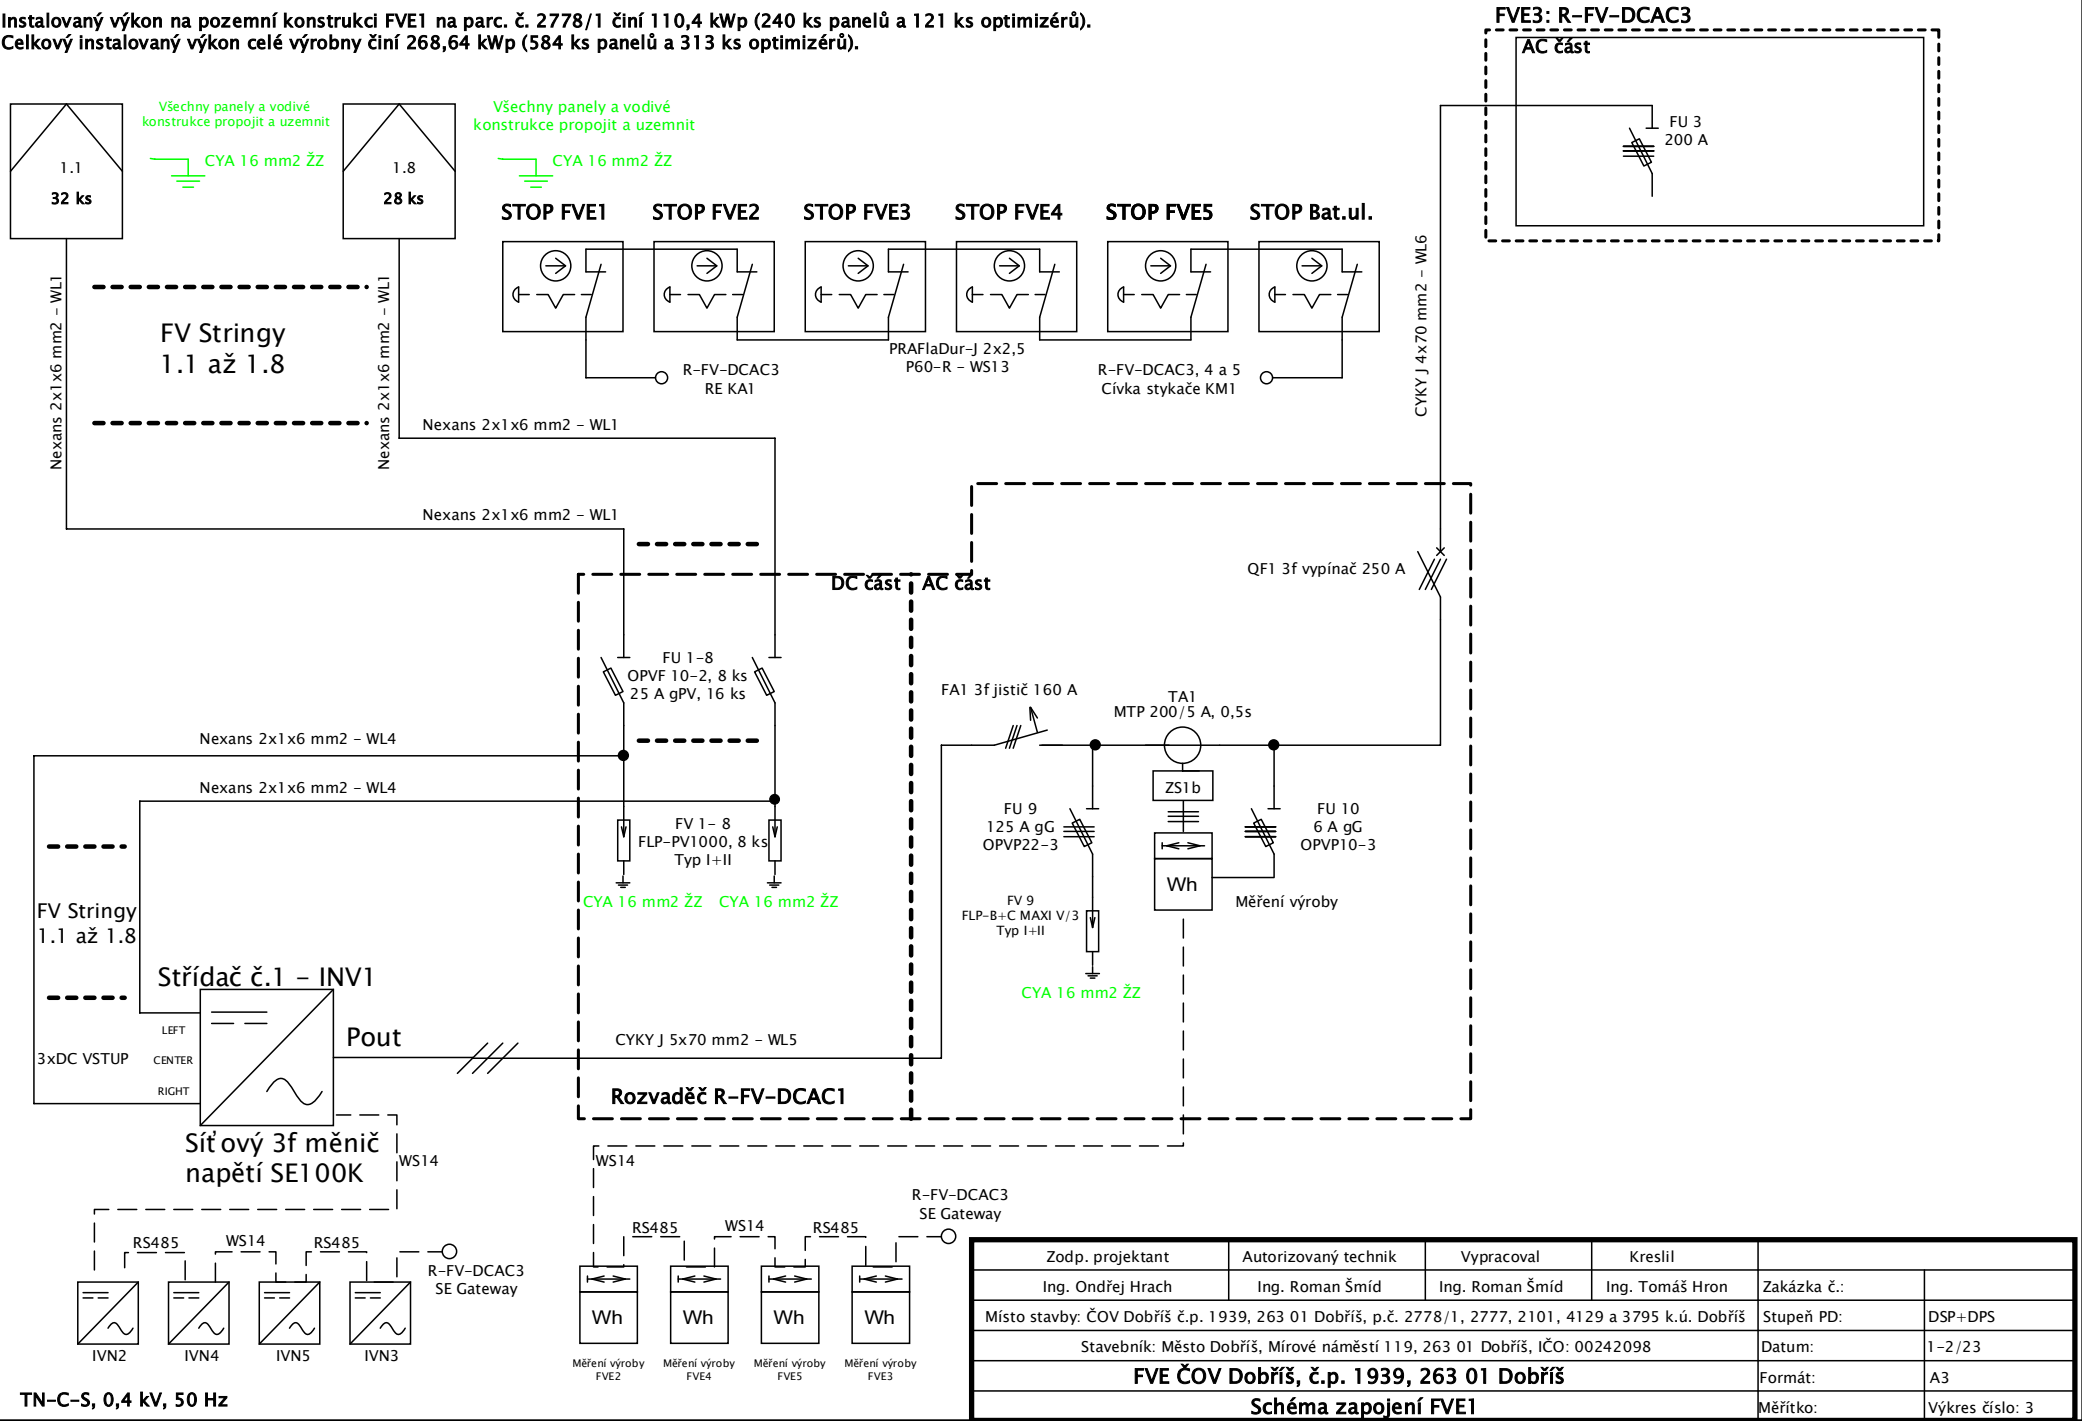 Instalovaný výkon na pozemní konstrukci FVE1 na parc. č. 2778/1 činí 110,4 kWp (240 ks panelů a 121 ks optimizérů).
Celkový instalovaný výkon celé výrobny činí 268,64 kWp (584 ks panelů a 313 ks optimizérů).
FVE3: R-FV-DCAC3
AC část
FU 3
200 A
1.1
32 ks
Všechny panely a vodivé
konstrukce propojit a uzemnit
CYA 16 mm2 ŽZ
1.8
28 ks
Všechny panely a vodivé
konstrukce propojit a uzemnit
CYA 16 mm2 ŽZ
STOP FVE1
STOP FVE2
STOP FVE3
STOP FVE4
STOP FVE5
STOP Bat.ul.
R-FV-DCAC3
RE KA1
PRAFlaDur-J 2x2,5
P60-R - WS13
R-FV-DCAC3, 4 a 5
Cívka stykače KM1
CYKY J 4x70 mm2 - WL6
Nexans 2x1x6 mm2 - WL1
FV Stringy
1.1 až 1.8
Nexans 2x1x6 mm2 - WL1
Nexans 2x1x6 mm2 - WL1
Nexans 2x1x6 mm2 - WL1
DC část
AC část
QF1 3f vypínač 250 A
FU 1-8
OPVF 10-2, 8 ks
25 A gPV, 16 ks
FA1 3f jistič 160 A
TA1
MTP 200/5 A, 0,5s
ZS1b
Nexans 2x1x6 mm2 - WL4
Nexans 2x1x6 mm2 - WL4
FV 1- 8
FLP-PV1000, 8 ks
Typ I+II
CYA 16 mm2 ŽZ
CYA 16 mm2 ŽZ
FU 9
125 A gG
OPVP22-3
FU 10
6 A gG
OPVP10-3
Wh
Měření výroby
FV 9
FLP-B+C MAXI V/3
Typ I+II
CYA 16 mm2 ŽZ
FV Stringy
1.1 až 1.8
Střídač č.1 - INV1
LEFT
3xDC VSTUP
CENTER
RIGHT
Pout
CYKY J 5x70 mm2 - WL5
Rozvaděč R-FV-DCAC1
Síťový 3f měnič
napětí SE100K
WS14
WS14
RS485
WS14
RS485
R-FV-DCAC3
SE Gateway
IVN2
IVN4
IVN5
IVN3
RS485
WS14
RS485
R-FV-DCAC3
SE Gateway
Wh
Wh
Wh
Wh
Měření výroby
FVE2
Měření výroby
FVE4
Měření výroby
FVE5
Měření výroby
FVE3
TN-C-S, 0,4 kV, 50 Hz
Zodp. projektant
Autorizovaný technik
Vypracoval
Kreslil
Ing. Ondřej Hrach
Ing. Roman Šmíd
Ing. Roman Šmíd
Ing. Tomáš Hron
Zakázka č.:
Místo stavby: ČOV Dobříš č.p. 1939, 263 01 Dobříš, p.č. 2778/1, 2777, 2101, 4129 a 3795 k.ú. Dobříš
Stupeň PD:
DSP+DPS
Stavebník: Město Dobříš, Mírové náměstí 119, 263 01 Dobříš, IČO: 00242098
Datum:
1-2/23
FVE ČOV Dobříš, č.p. 1939, 263 01 Dobříš
Formát:
A3
Schéma zapojení FVE1
Měřítko:
Výkres číslo: 3